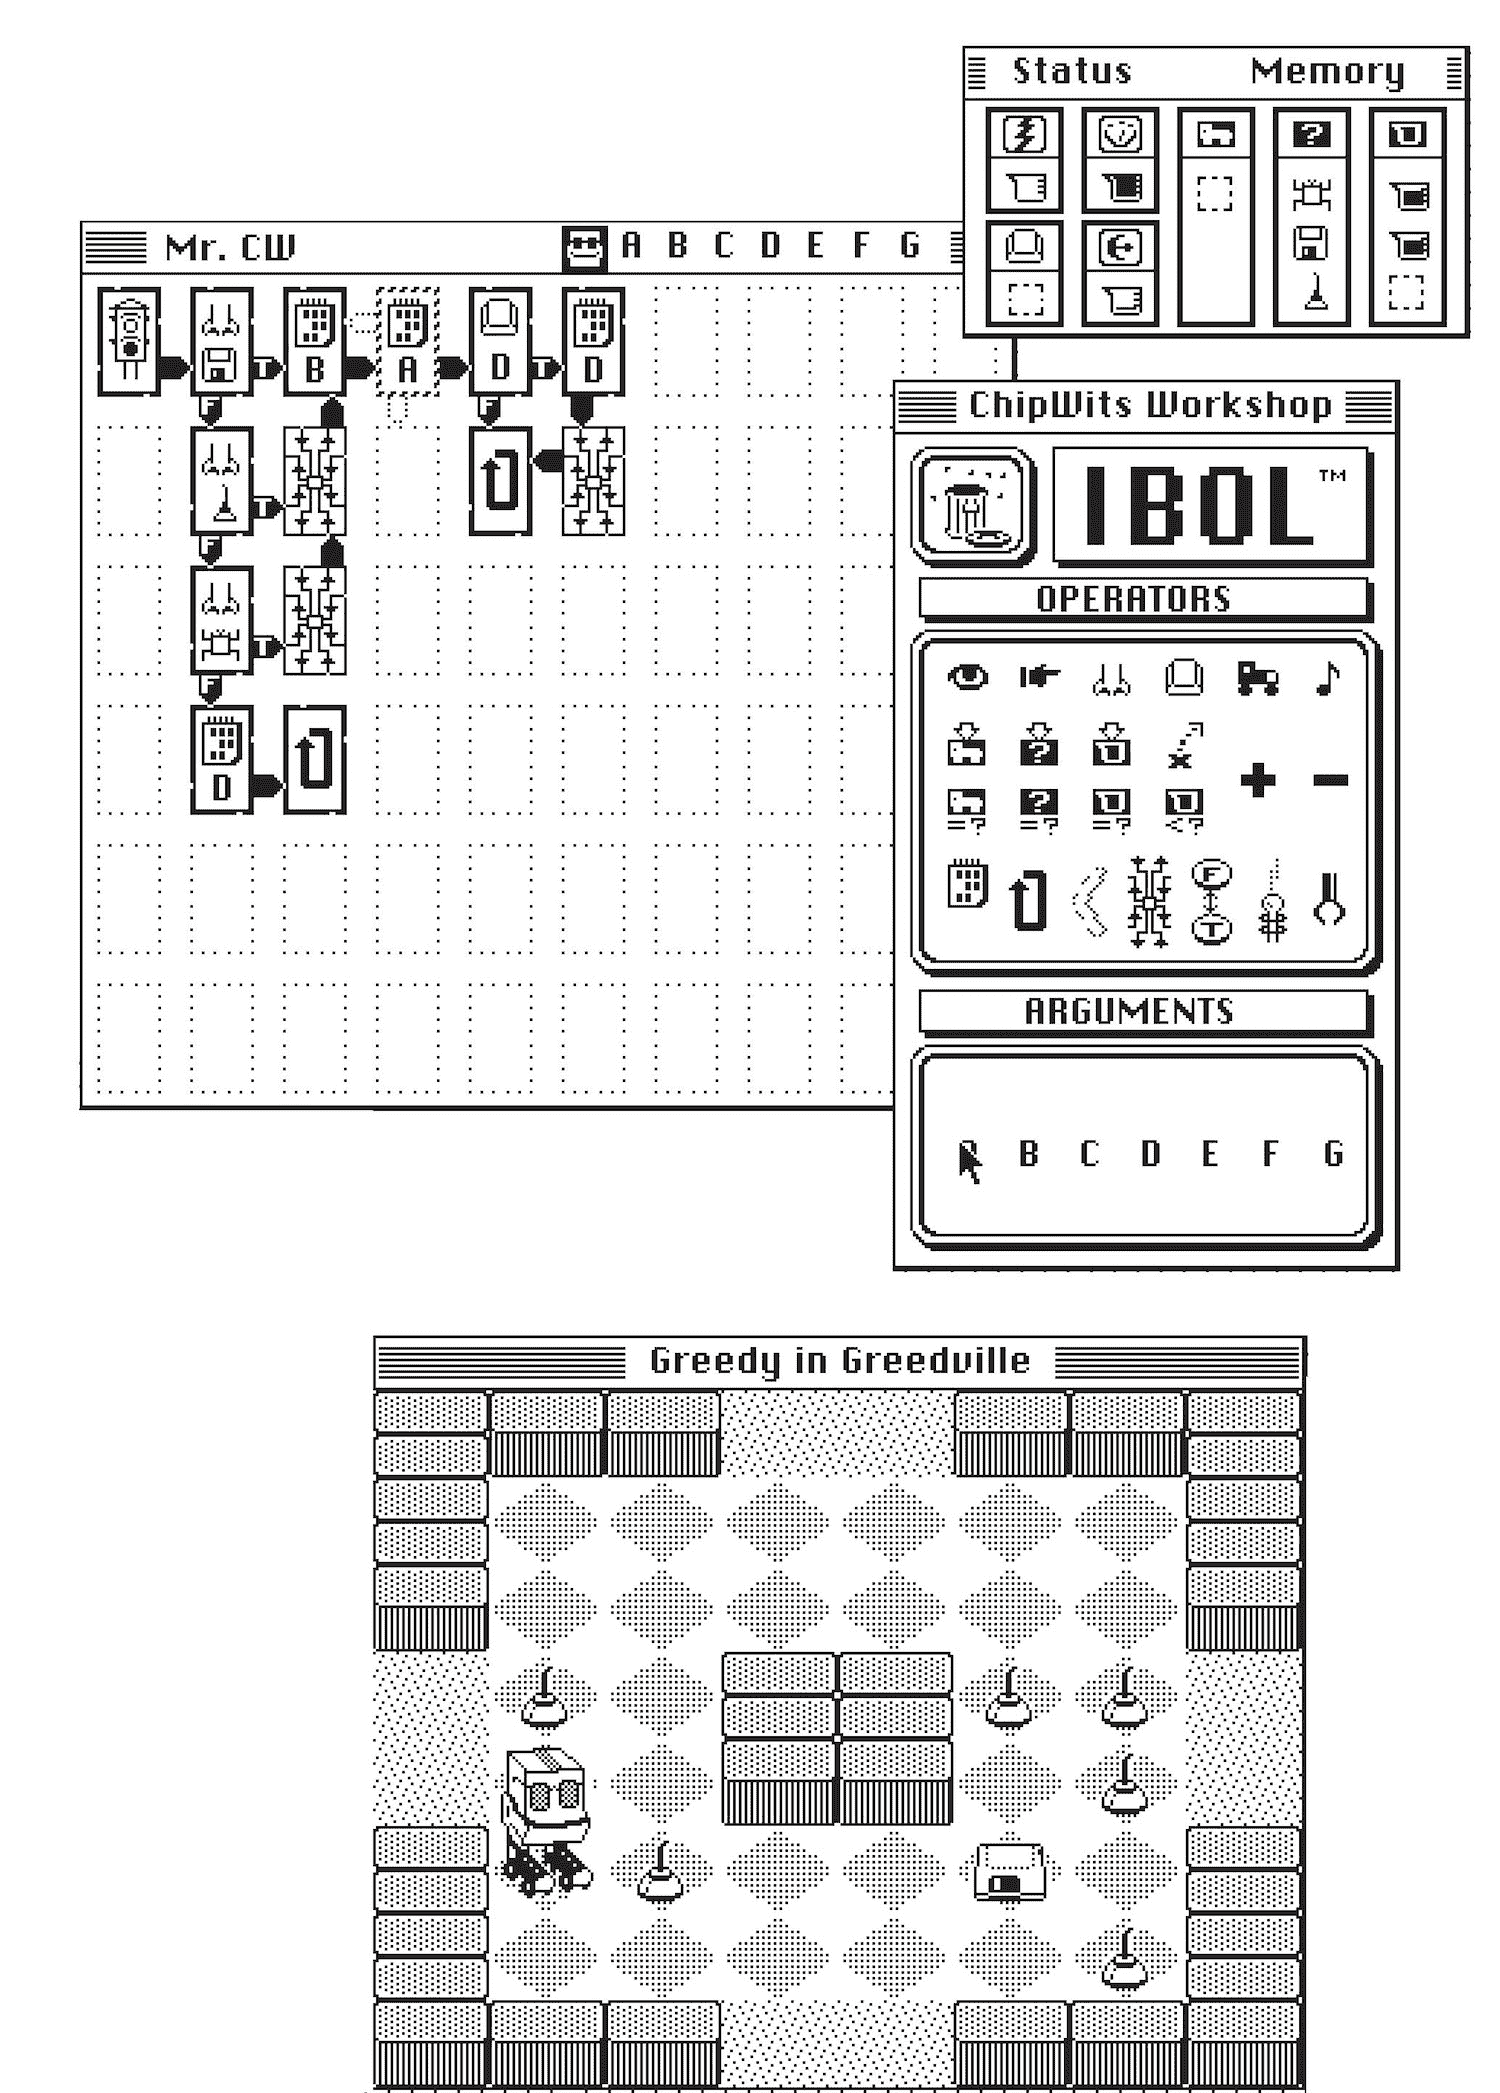 Status Memory
?
Mr. CW A B C D E F G
T B A D T D
F F
T
F
T
F
D
ChipWits Workshop
IBOL™
OPERATORS
?
+ -
=? ?=? =? <?
F
T
ARGUMENTS
B C D E F G
Greedy in Greedville